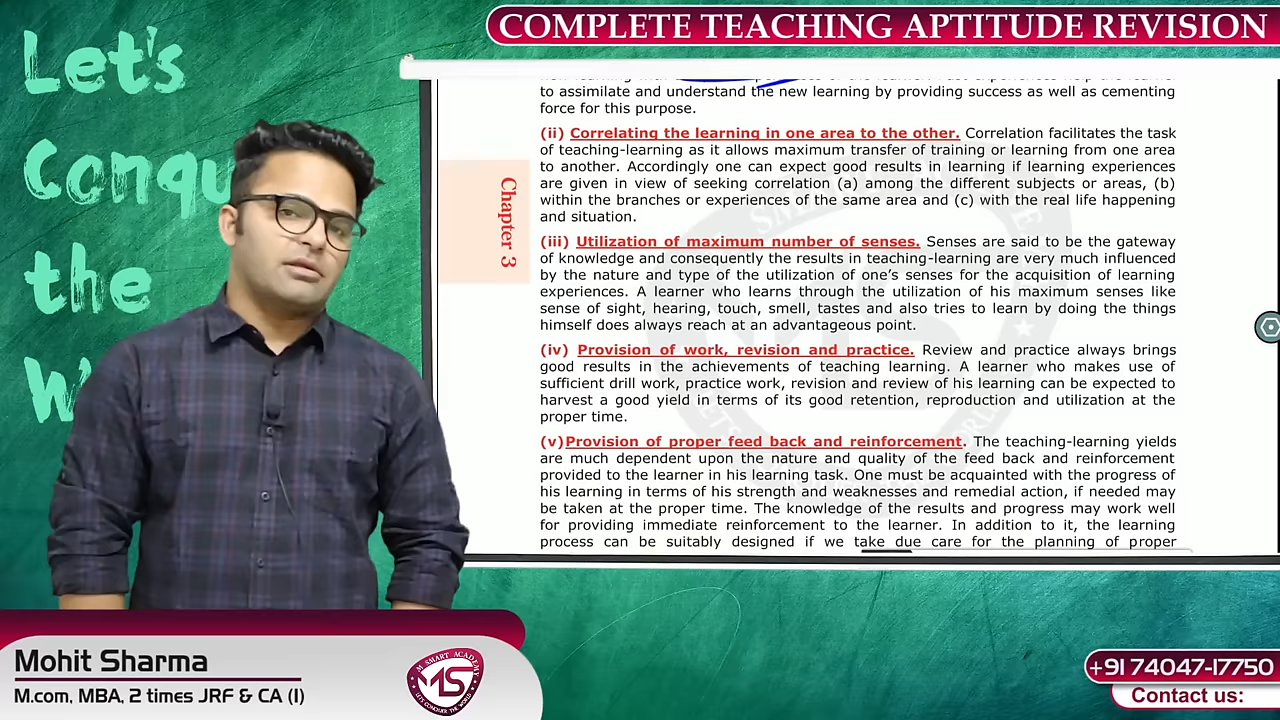 COMPLETE TEACHING APTITUDE REVISION
Let's
Conqu
the
W
to assimilate and understand the new learning by providing success as well as cementing
force for this purpose.
(ii) Correlating the learning in one area to the other. Correlation facilitates the task
of teaching-learning as it allows maximum transfer of training or learning from one area
to another. Accordingly one can expect good results in learning if learning experiences
are given in view of seeking correlation (a) among the different subjects or areas, (b)
within the branches or experiences of the same area and (c) with the real life happening
and situation.
Chapter 3
(iii) Utilization of maximum number of senses. Senses are said to be the gateway
of knowledge and consequently the results in teaching-learning are very much influenced
by the nature and type of the utilization of one's senses for the acquisition of learning
experiences. A learner who learns through the utilization of his maximum senses like
sense of sight, hearing, touch, smell, tastes and also tries to learn by doing the things
himself does always reach at an advantageous point.
(iv) Provision of work, revision and practice. Review and practice always brings
good results in the achievements of teaching learning. A learner who makes use of
sufficient drill work, practice work, revision and review of his learning can be expected to
harvest a good yield in terms of its good retention, reproduction and utilization at the
proper time.
(v)Provision of proper feed back and reinforcement. The teaching-learning yields
are much dependent upon the nature and quality of the feed back and reinforcement
provided to the learner in his learning task. One must be acquainted with the progress of
his learning in terms of his strength and weaknesses and remedial action, if needed may
be taken at the proper time. The knowledge of the results and progress may work well
for providing immediate reinforcement to the learner. In addition to it, the learning
process can be suitably designed if we take due care for the planning of proper
Mohit Sharma
M.com, MBA, 2 times JRF & CA (I)
M SMART ACADEMY
MS
LET'S CONQUER THE WORLD
+91 74047-17750
Contact us: